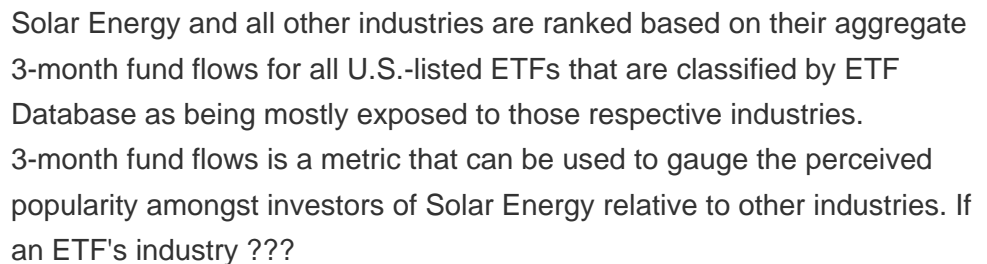 Solar Energy and all other industries are ranked based on their aggregate
3-month fund flows for all U.S.-listed ETFs that are classified by ETF
Database as being mostly exposed to those respective industries.
3-month fund flows is a metric that can be used to gauge the perceived
popularity amongst investors of Solar Energy relative to other industries. If
an ETF's industry ???